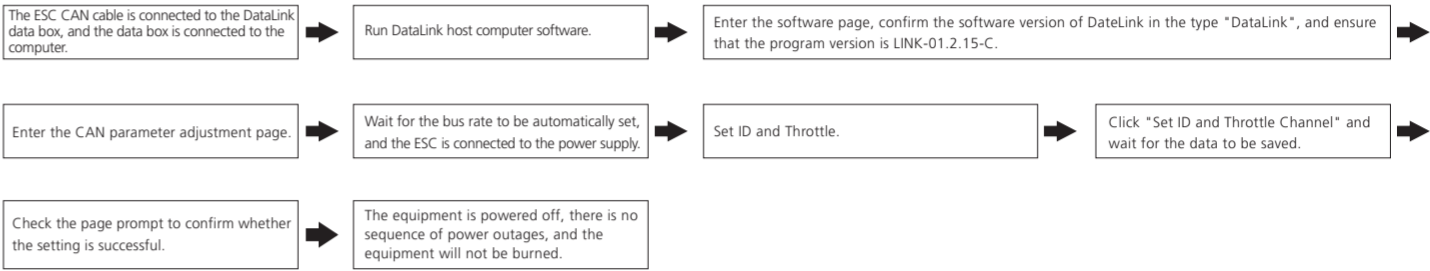 The ESC CAN cable is connected to the DataLink
data box, and the data box is connected to the
computer.
Run DataLink host computer software.
Enter the software page, confirm the software version of DateLink in the type "DataLink", and ensure
that the program version is LINK-01.2.15-C.
Enter the CAN parameter adjustment page.
Wait for the bus rate to be automatically set,
and the ESC is connected to the power supply.
Set ID and Throttle.
Click "Set ID and Throttle Channel" and
wait for the data to be saved.
Check the page prompt to confirm whether
the setting is successful.
The equipment is powered off, there is no
sequence of power outages, and the
equipment will not be burned.